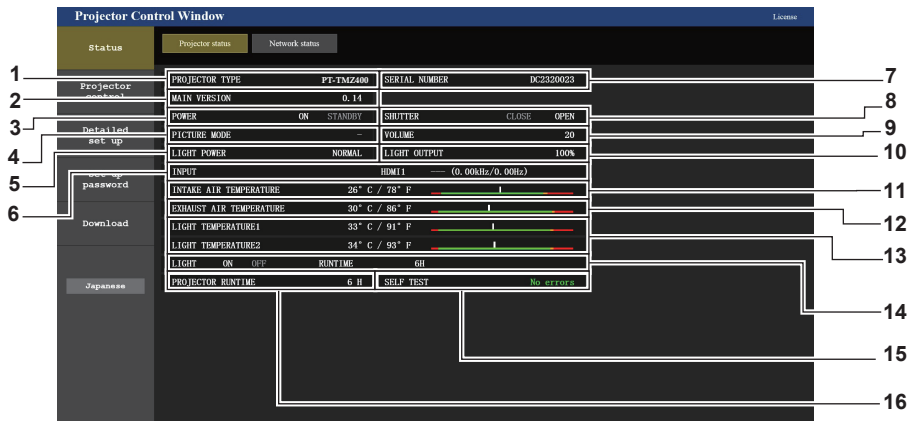 Projector Control Window License
Status
Projector status Network status
1 PROJECTOR TYPE PT-TMZ400 SERIAL NUMBER DC2320023 7
Projector
control
2 MAIN VERSION 0.14
3 POWER ON STANDBY SHUTTER CLOSE OPEN 8
Detailed
set up
4 PICTURE MODE － VOLUME 20 9
5 LIGHT POWER NORMAL LIGHT OUTPUT 100% 10
Set up
password
6 INPUT HDMI1 --- (0.00kHz/0.00Hz)
INTAKE AIR TEMPERATURE 26° C / 78° F 11
EXHAUST AIR TEMPERATURE 30° C / 86° F 12
Download
LIGHT TEMPERATURE1 33° C / 91° F 13
LIGHT TEMPERATURE2 34° C / 93° F
LIGHT ON OFF RUNTIME 6H 14
PROJECTOR RUNTIME 6 H SELF TEST No errors 15
Japanese
16